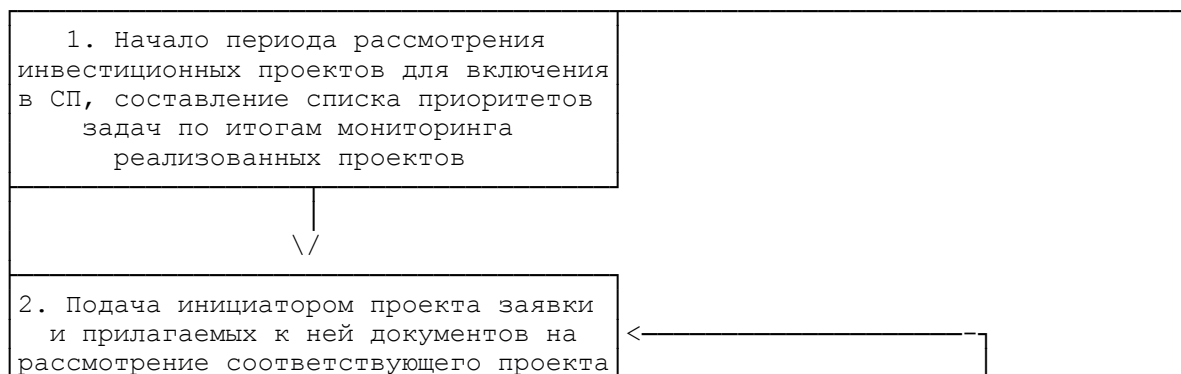 1. Начало периода рассмотрения
инвестиционных проектов для включения
в СП, составление списка приоритетов
задач по итогам мониторинга
реализованных проектов
\/
2. Подача инициатором проекта заявки
и прилагаемых к ней документов на
рассмотрение соответствующего проекта